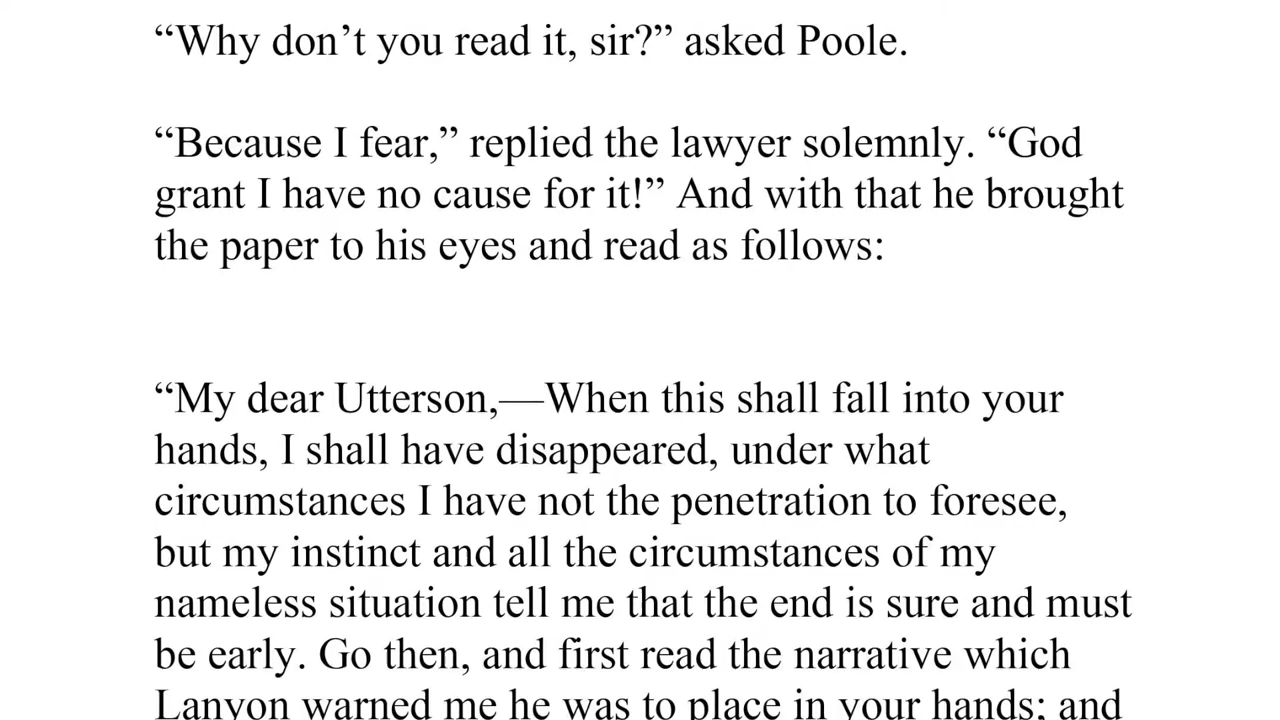 “Why don’t you read it, sir?” asked Poole.
“Because I fear,” replied the lawyer solemnly. “God
grant I have no cause for it!” And with that he brought
the paper to his eyes and read as follows:
“My dear Utterson,—When this shall fall into your
hands, I shall have disappeared, under what
circumstances I have not the penetration to foresee,
but my instinct and all the circumstances of my
nameless situation tell me that the end is sure and must
be early. Go then, and first read the narrative which
Lanyon warned me he was to place in your hands; and